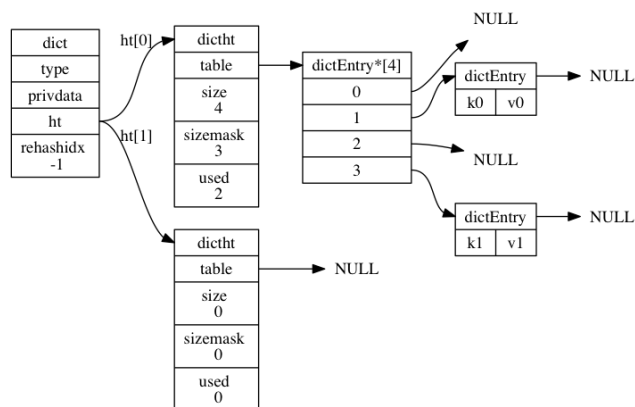 dict
type
privdata
ht
rehashidx
-1
ht[0]
ht[1]
dictht
table
size
4
sizemask
3
used
2
dictEntry*[4]
0
1
2
3
NULL
dictEntry
k0 v0
NULL
NULL
dictEntry
k1 v1
NULL
dictht
table
size
0
sizemask
0
used
0
NULL